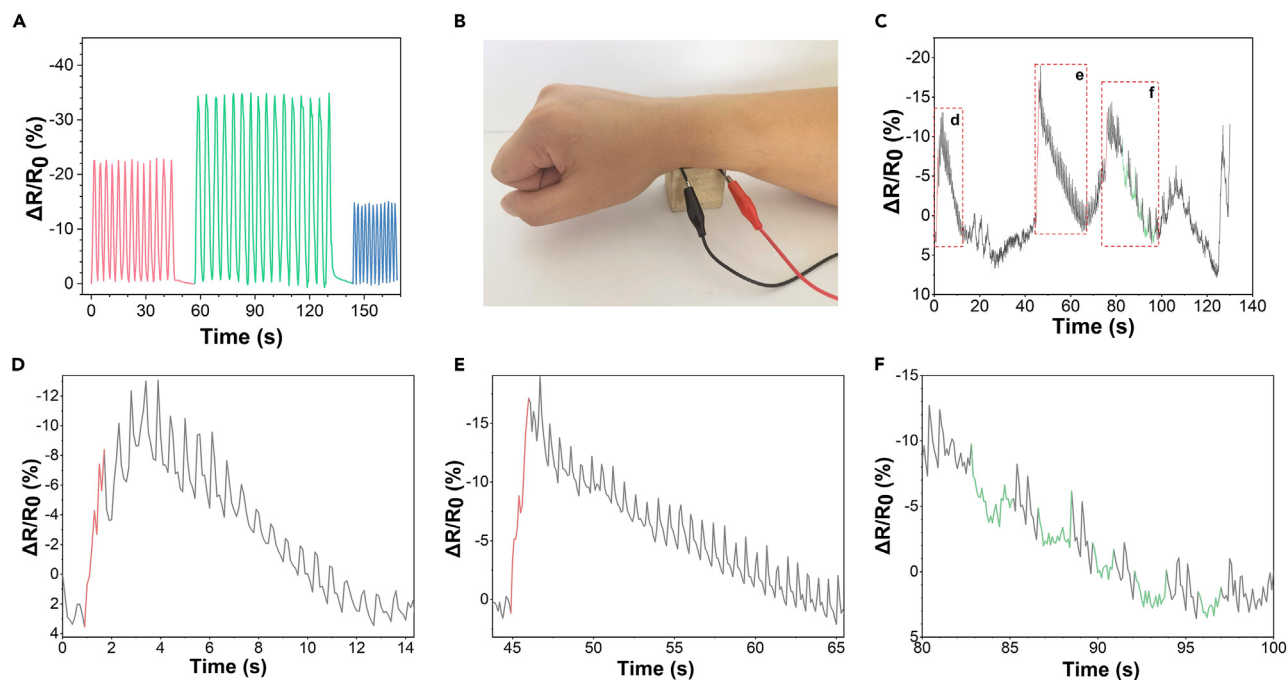 A
ΔR/R0 (%)
-40
-30
-20
-10
0
0 30 60 90 120 150
Time (s)
B
C
ΔR/R0 (%)
-20
-15
-10
-5
0
5
10
d
e
f
0 20 40 60 80 100 120 140
Time (s)
D
ΔR/R0 (%)
-12
-10
-8
-6
-4
-2
0
2
4
0 2 4 6 8 10 12 14
Time (s)
E
ΔR/R0 (%)
-15
-10
-5
0
45 50 55 60 65
Time (s)
F
ΔR/R0 (%)
-15
-10
-5
0
5
80 85 90 95 100
Time (s)